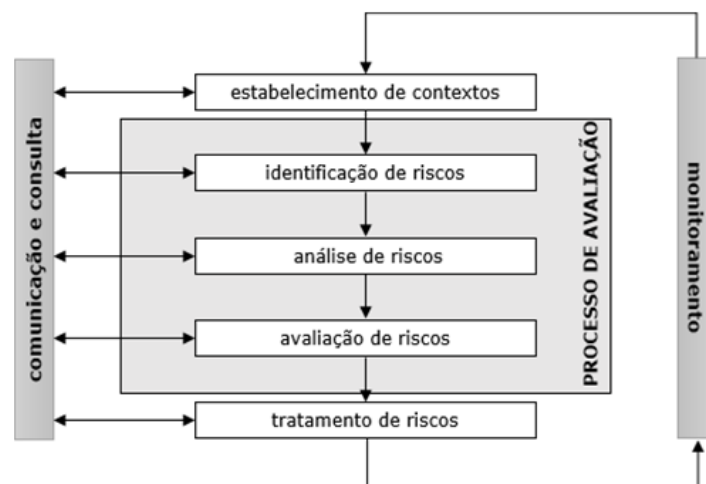 comunicação e consulta
estabelecimento de contextos
identificação de riscos
análise de riscos
avaliação de riscos
tratamento de riscos
PROCESSO DE AVALIAÇÃO
monitoramento